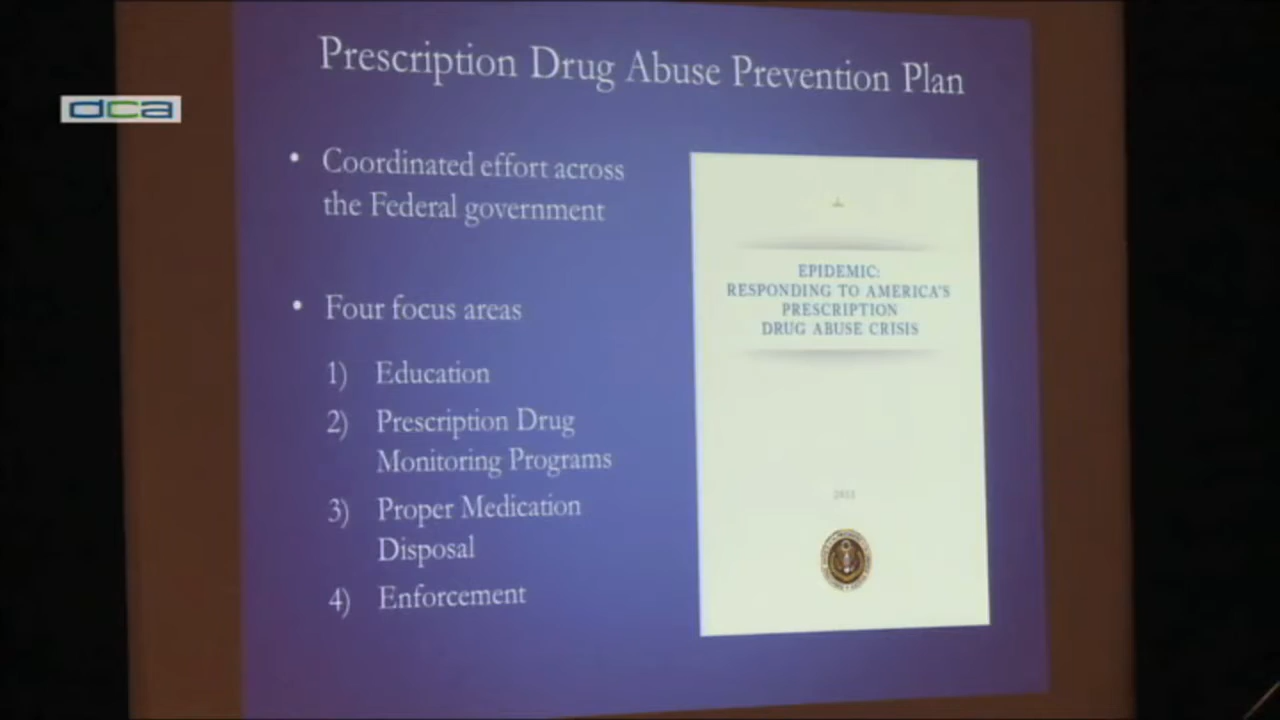 Prescription Drug Abuse Prevention Plan
dca
• Coordinated effort across
the Federal government
• Four focus areas
1) Education
2) Prescription Drug
Monitoring Programs
3) Proper Medication
Disposal
4) Enforcement
EPIDEMIC:
RESPONDING TO AMERICA'S
PRESCRIPTION
DRUG ABUSE CRISIS